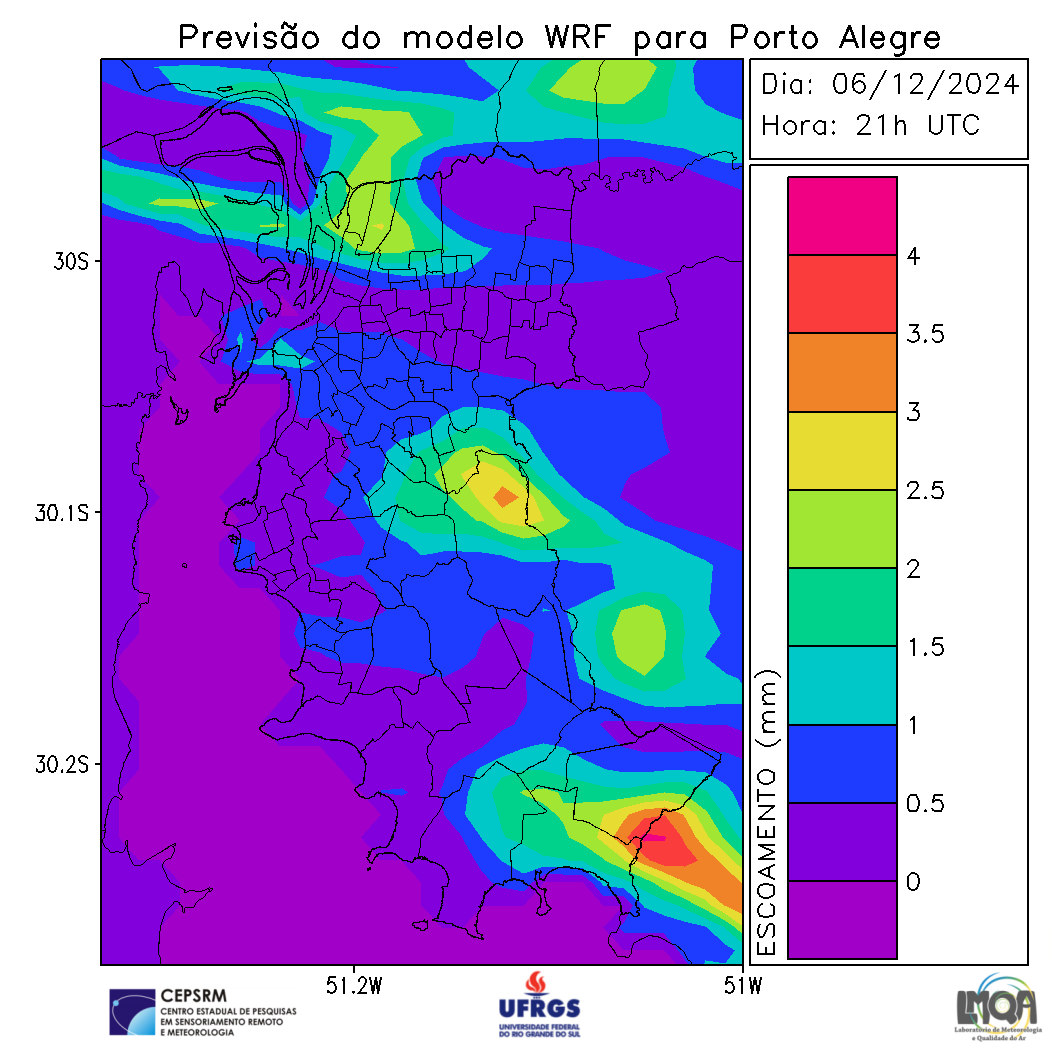 Previsão do modelo WRF para Porto Alegre
Dia: 06/12/2024
Hora: 21h UTC
30S
30.1S
30.2S
51.2W
51W
ESCOAMENTO (mm)
4
3.5
3
2.5
2
1.5
1
0.5
0
CEPSRM
CENTRO ESTADUAL DE PESQUISAS
EM SENSORIAMENTO REMOTO
E METEOROLOGIA
UFRGS
UNIVERSIDADE FEDERAL
DO RIO GRANDE DO SUL
LMQA
Laboratório de Meteorologia
e Qualidade do Ar